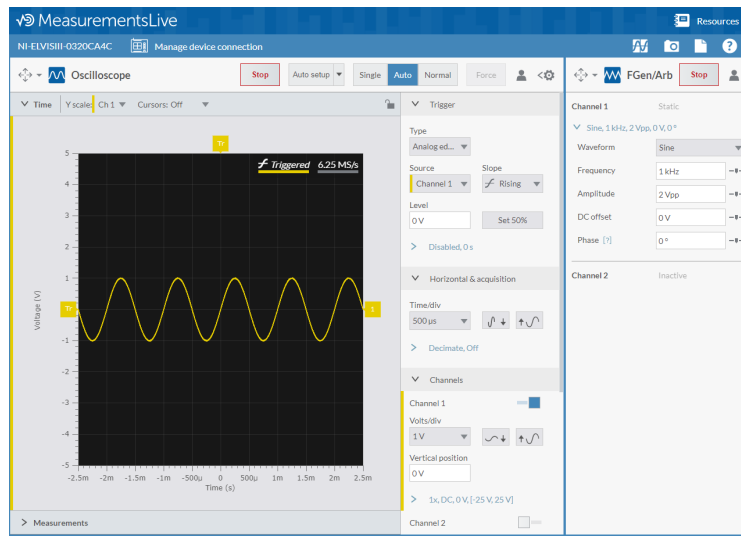 MeasurementsLive
Resources
NI-ELVISIII-0320CA4C
Manage device connection
Oscilloscope
Stop
Auto setup
Single
Auto
Normal
Force
FGen/Arb
Stop
Time
Y scale: Ch 1
Cursors: Off
Tr
Triggered 6.25 MS/s
5
4
3
2
1
Tr
1
-1
-2
-3
-4
-5
Voltage (V)
-2.5m -2m -1.5m -1m -500µ 0 500µ 1m 1.5m 2m 2.5m
Time (s)
Measurements
Trigger
Type
Analog ed...
Source
Slope
Channel 1
Rising
Level
0 V
Set 50%
Disabled, 0 s
Horizontal & acquisition
Time/div
500 µs
Decimate, Off
Channels
Channel 1
Volts/div
1 V
Vertical position
0 V
1x, DC, 0 V, [-25 V, 25 V]
Channel 2
Channel 1
Static
Sine, 1 kHz, 2 Vpp, 0 V, 0 °
Waveform
Sine
Frequency
1 kHz
Amplitude
2 Vpp
DC offset
0 V
Phase [?]
0 °
Channel 2
Inactive